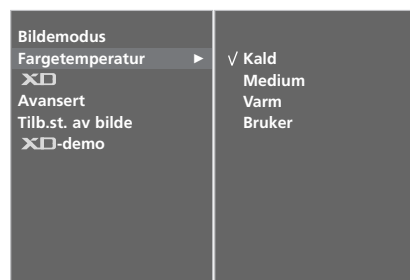 Bildemodus
Fargetemperatur ►
XD
Avansert
Tilb.st. av bilde
XD-demo
√ Kald
Medium
Varm
Bruker